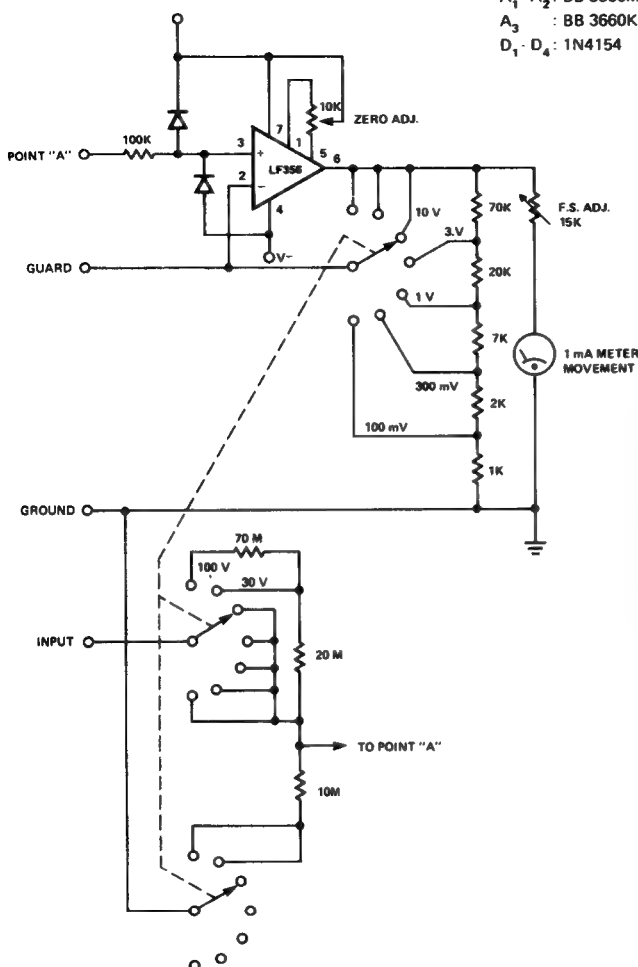 A3 : BB 3660K
D1 - D4 : 1N4154
7
10K
1
ZERO ADJ.
100K
3
5
6
POINT "A"
+
LF356
2
−
4
V−
GUARD
10 V
70K
F.S. ADJ.
15K
3.V
20K
1 V
7K
1 mA METER
MOVEMENT
300 mV
2K
100 mV
1K
GROUND
70 M
100 V
30 V
INPUT
20 M
TO POINT "A"
10M